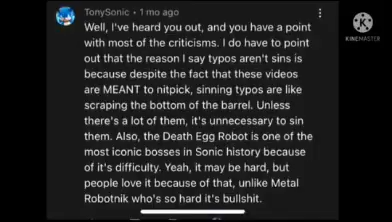 TonySonic • 1 mo ago
Well, I've heard you out, and you have a point
with most of the criticisms. I do have to point
out that the reason I say typos aren't sins is
because despite the fact that these videos
are MEANT to nitpick, sinning typos are like
scraping the bottom of the barrel. Unless
there's a lot of them, it's unnecessary to sin
them. Also, the Death Egg Robot is one of the
most iconic bosses in Sonic history because
of it's difficulty. Yeah, it may be hard, but
people love it because of that, unlike Metal
Robotnik who's so hard it's bullshit.
KINEMASTER